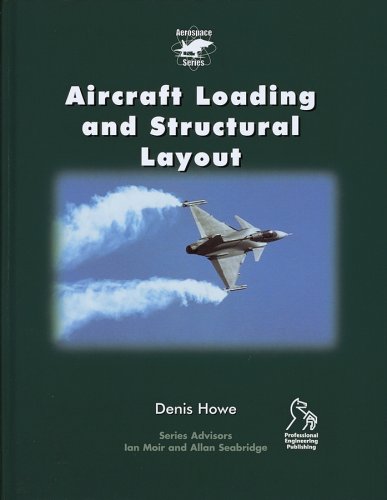 Aerospace
Series
Aircraft Loading
and Structural
Layout
Denis Howe
Series Advisors
Ian Moir and Allan Seabridge
Professional
Engineering
Publishing